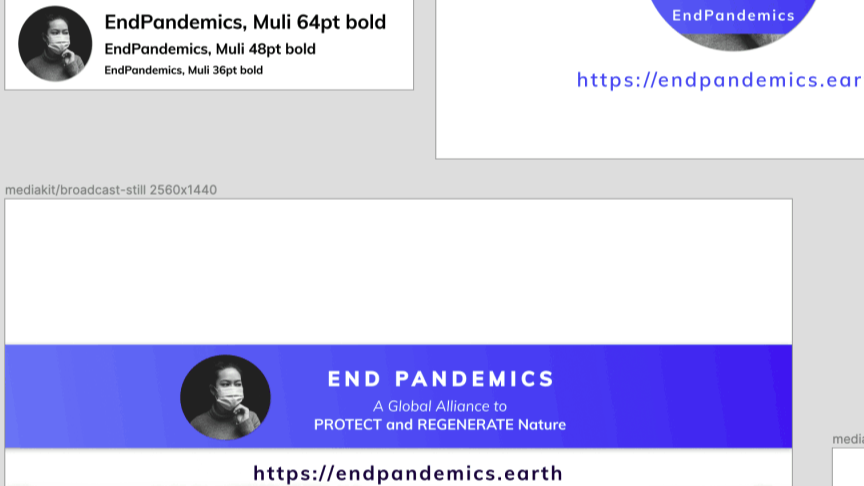 EndPandemics, Muli 64pt bold
EndPandemics, Muli 48pt bold
EndPandemics, Muli 36pt bold
EndPandemics
https://endpandemics.ear
mediakit/broadcast-still 2560x1440
END PANDEMICS
A Global Alliance to
PROTECT and REGENERATE Nature
https://endpandemics.earth
media